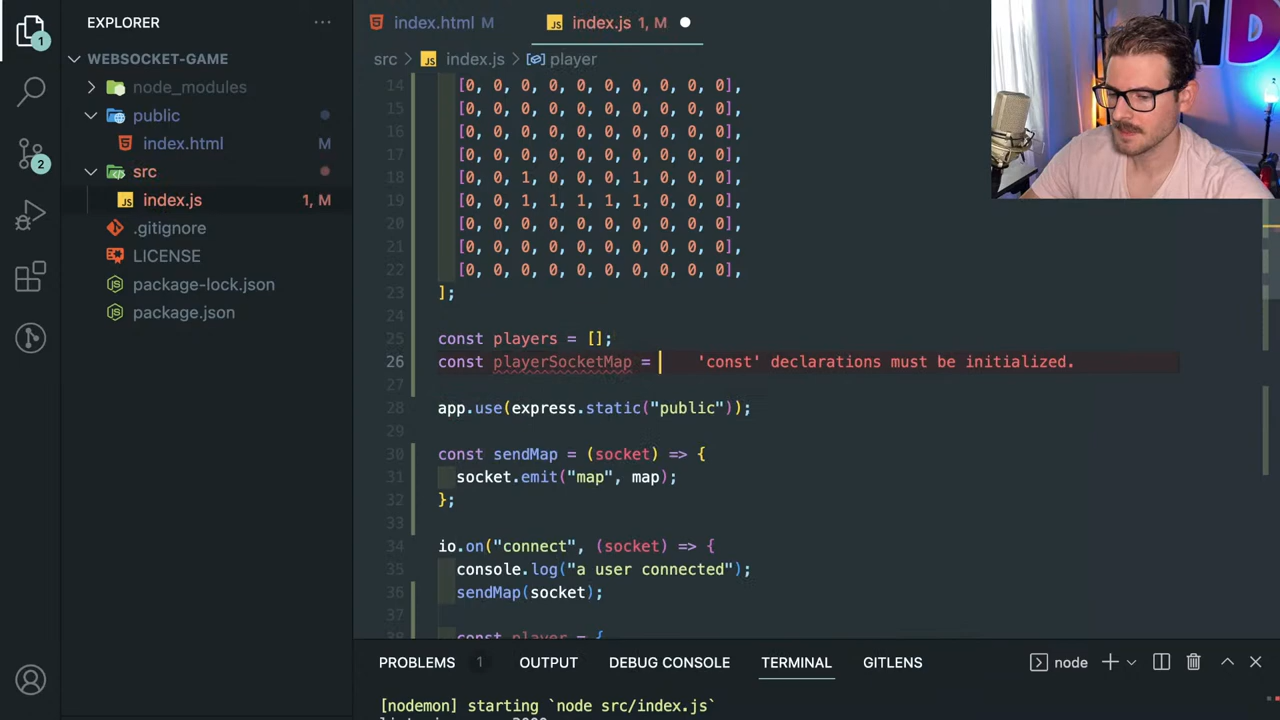 EXPLORER
WEBSOCKET-GAME
node_modules
public
index.html M
src
index.js 1, M
.gitignore
LICENSE
package-lock.json
package.json
1
2
index.html M
JS index.js 1, M
src > JS index.js > player
14 [0, 0, 0, 0, 0, 0, 0, 0, 0, 0],
15 [0, 0, 0, 0, 0, 0, 0, 0, 0, 0],
16 [0, 0, 0, 0, 0, 0, 0, 0, 0, 0],
17 [0, 0, 0, 0, 0, 0, 0, 0, 0, 0],
18 [0, 0, 1, 0, 0, 0, 1, 0, 0, 0],
19 [0, 0, 1, 1, 1, 1, 1, 0, 0, 0],
20 [0, 0, 0, 0, 0, 0, 0, 0, 0, 0],
21 [0, 0, 0, 0, 0, 0, 0, 0, 0, 0],
22 [0, 0, 0, 0, 0, 0, 0, 0, 0, 0],
23 ];
24
25 const players = [];
26 const playerSocketMap = 'const' declarations must be initialized.
27
28 app.use(express.static("public"));
29
30 const sendMap = (socket) => {
31 socket.emit("map", map);
32 };
33
34 io.on("connect", (socket) => {
35 console.log("a user connected");
36 sendMap(socket);
37
38 const player = {
PROBLEMS 1 OUTPUT DEBUG CONSOLE TERMINAL GITLENS node
[nodemon] starting `node src/index.js`